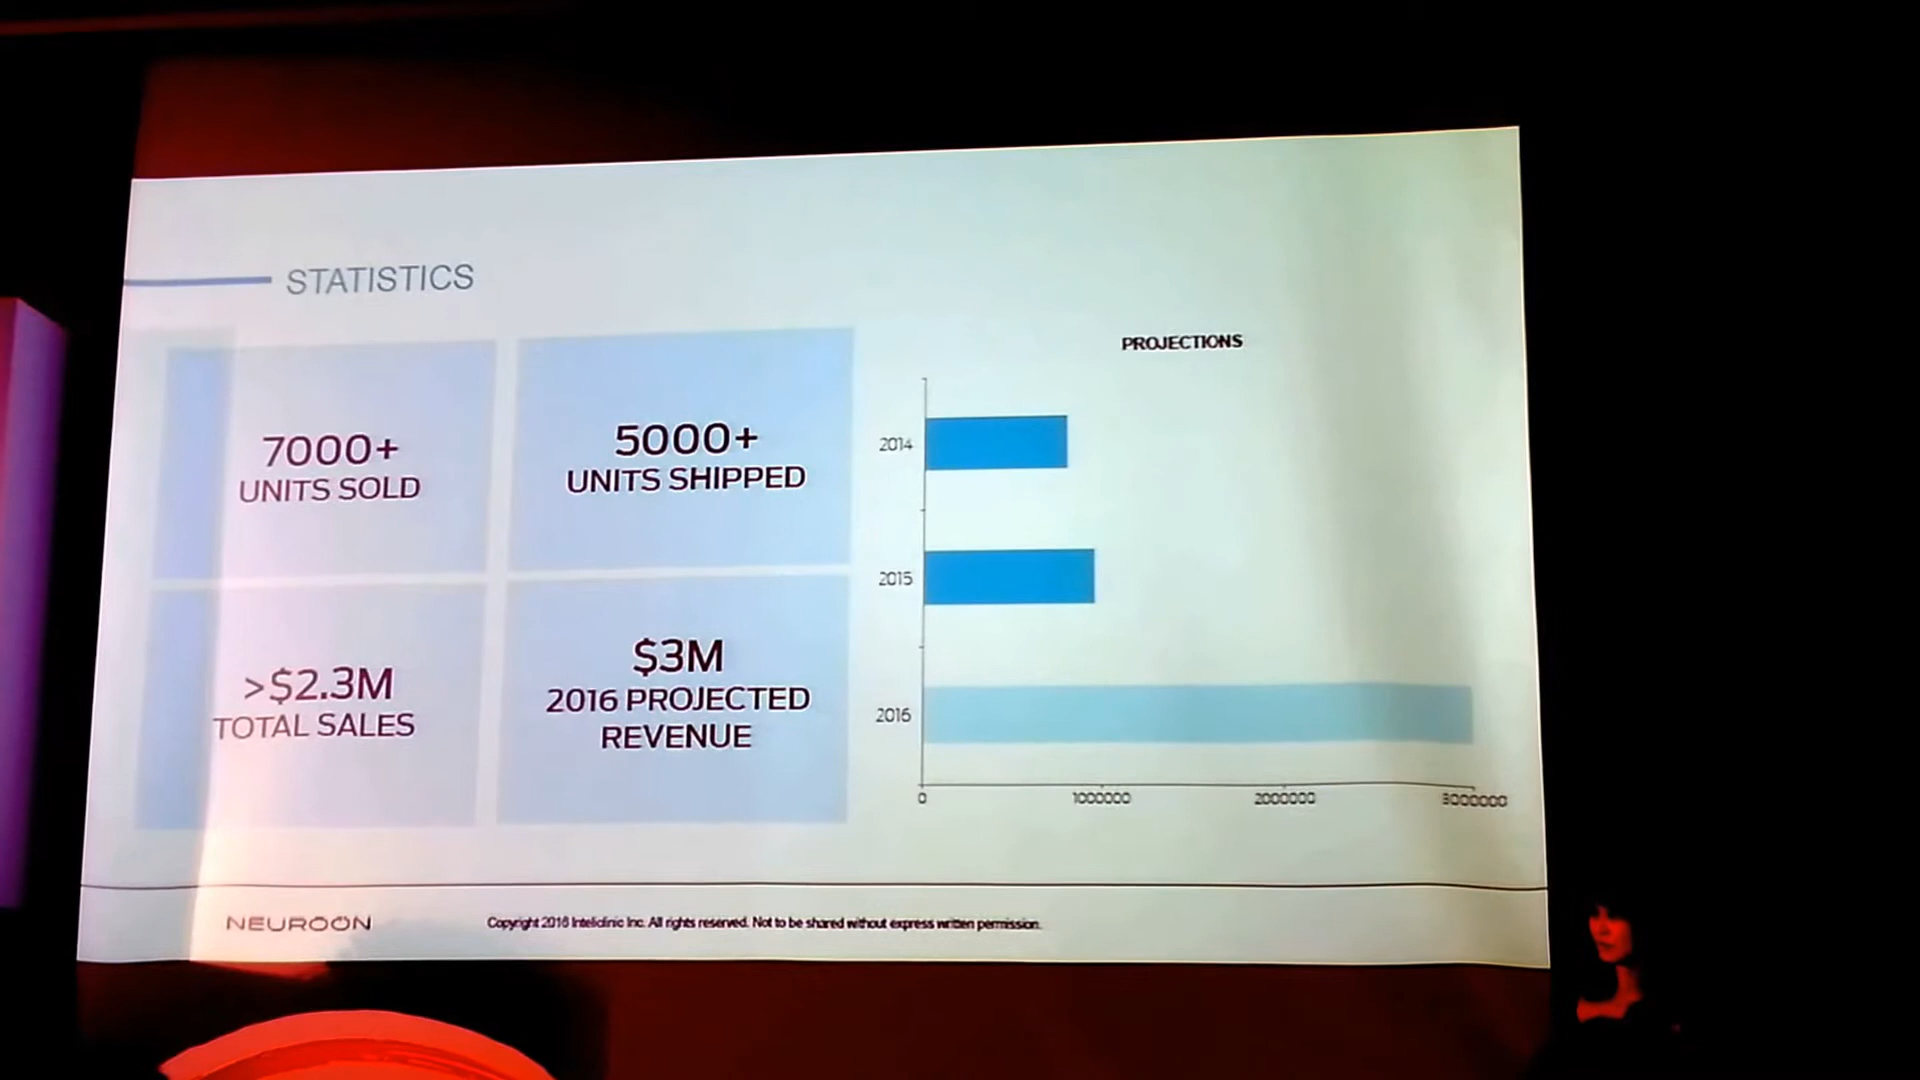 STATISTICS
7000+
UNITS SOLD
5000+
UNITS SHIPPED
>$2.3M
TOTAL SALES
$3M
2016 PROJECTED
REVENUE
PROJECTIONS
2014
2015
2016
0 1000000 2000000 3000000
NEUROON
Copyright 2016 Inteliclinic Inc. All rights reserved. Not to be shared without express written permission.